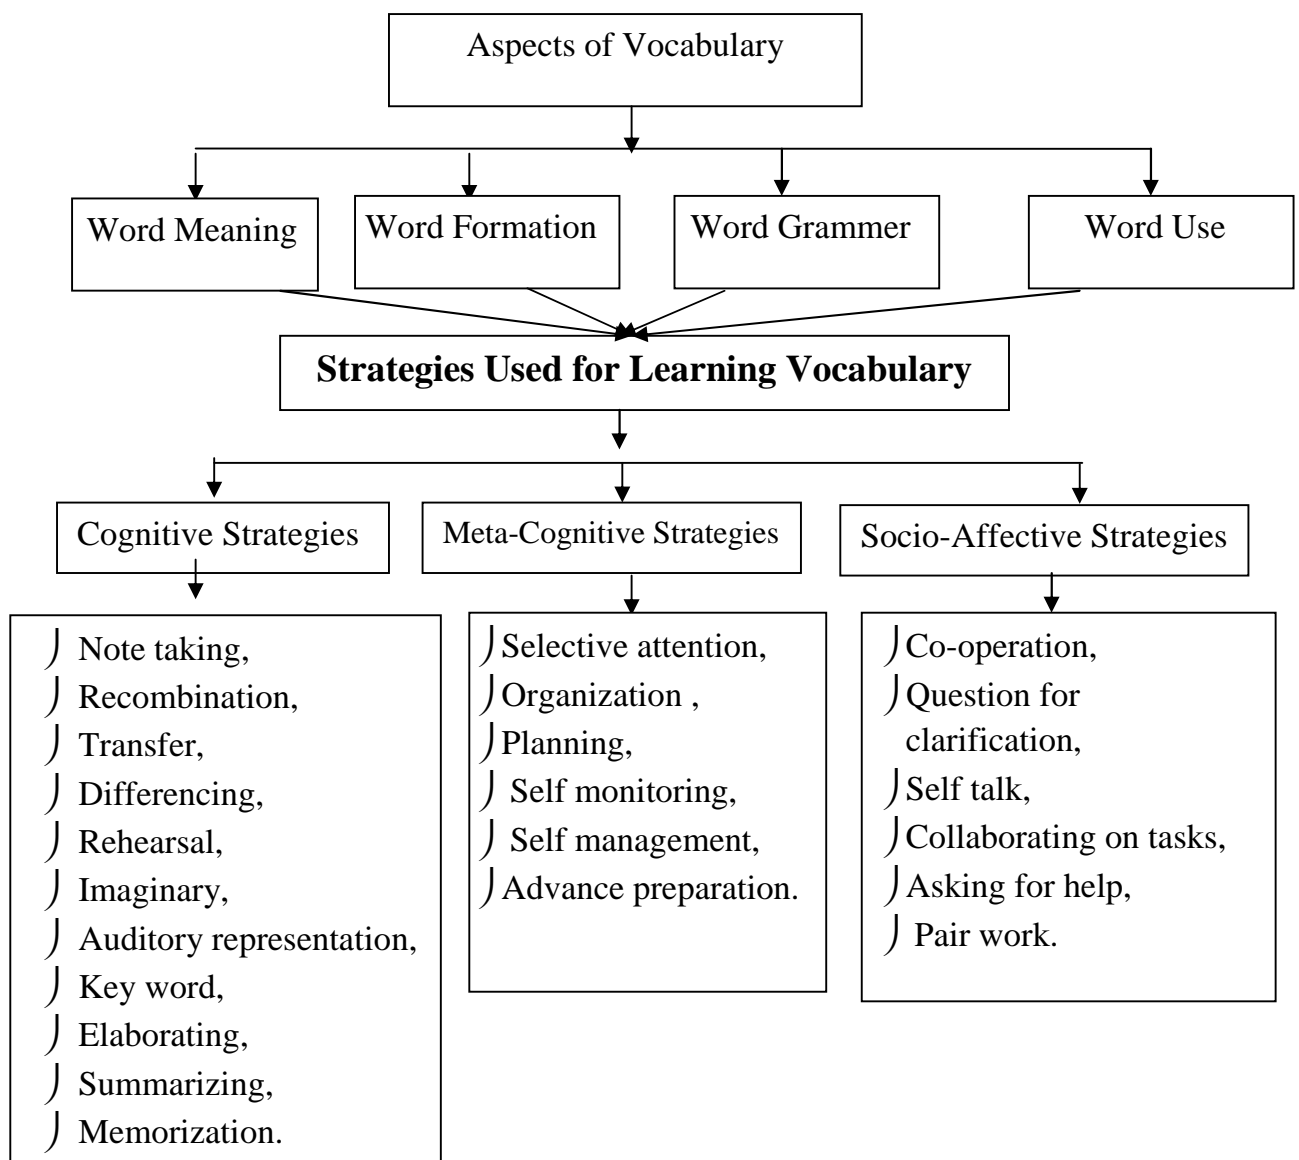 Aspects of Vocabulary
Word Meaning
Word Formation
Word Grammer
Word Use
Strategies Used for Learning Vocabulary
Cognitive Strategies
Meta-Cognitive Strategies
Socio-Affective Strategies
Note taking,
Recombination,
Transfer,
Differencing,
Rehearsal,
Imaginary,
Auditory representation,
Key word,
Elaborating,
Summarizing,
Memorization.
Selective attention,
Organization ,
Planning,
Self monitoring,
Self management,
Advance preparation.
Co-operation,
Question for
clarification,
Self talk,
Collaborating on tasks,
Asking for help,
Pair work.